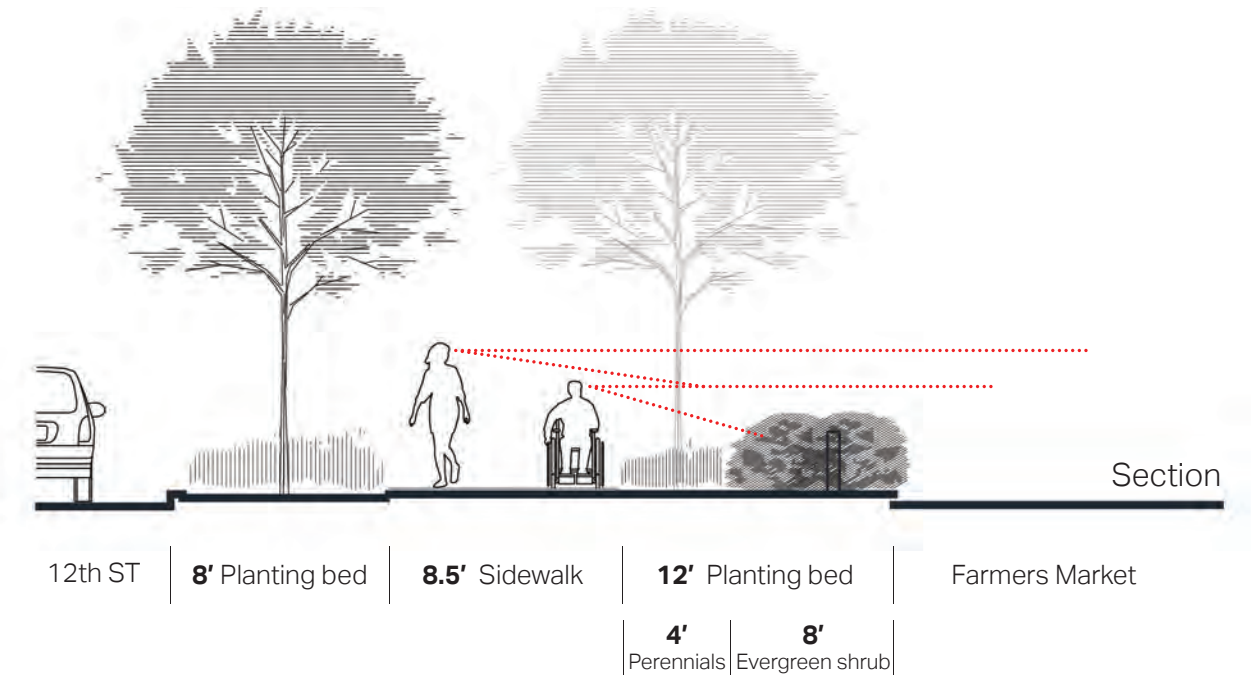 Section
12th ST
8′ Planting bed
8.5′ Sidewalk
12′ Planting bed
Farmers Market
4′
Perennials
8′
Evergreen shrub